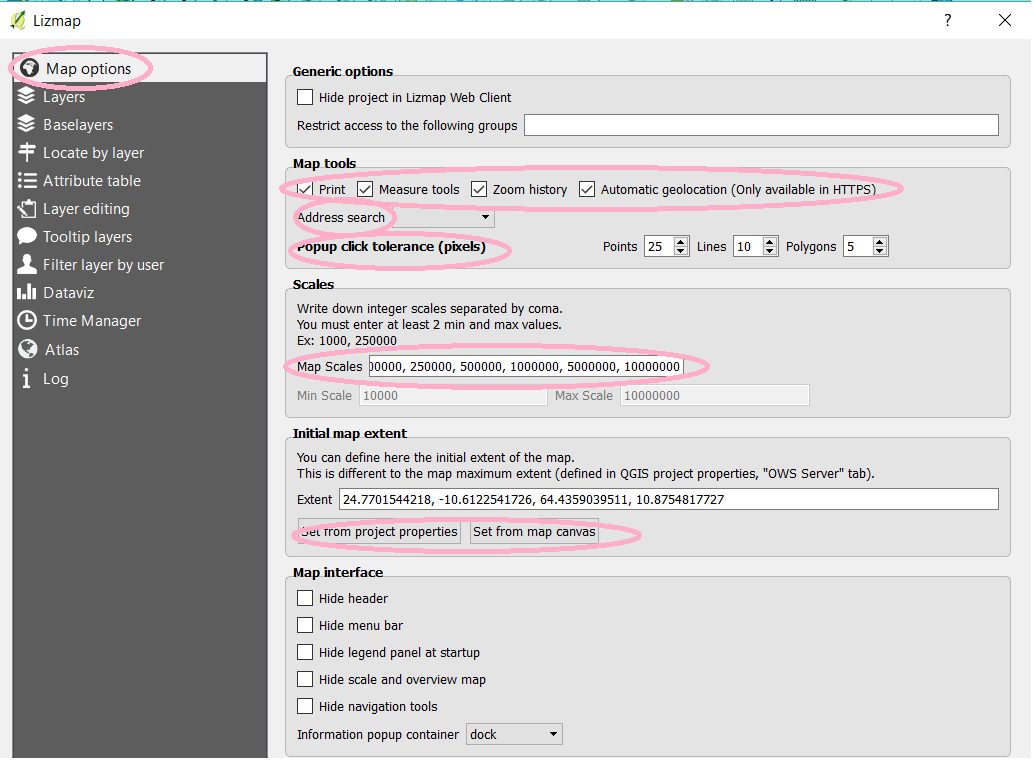 Lizmap ?
Map options
Layers
Baselayers
Locate by layer
Attribute table
Layer editing
Tooltip layers
Filter layer by user
Dataviz
Time Manager
Atlas
Log
Generic options
Hide project in Lizmap Web Client
Restrict access to the following groups
Map tools
Print Measure tools Zoom history Automatic geolocation (Only available in HTTPS)
Address search
Popup click tolerance (pixels) Points 25 Lines 10 Polygons 5
Scales
Write down integer scales separated by coma.
You must enter at least 2 min and max values.
Ex: 1000, 250000
Map Scales 00000, 250000, 500000, 1000000, 5000000, 10000000
Min Scale 10000 Max Scale 10000000
Initial map extent
You can define here the initial extent of the map.
This is different to the map maximum extent (defined in QGIS project properties, "OWS Server" tab).
Extent 24.7701544218, -10.6122541726, 64.4359039511, 10.8754817727
Set from project properties Set from map canvas
Map interface
Hide header
Hide menu bar
Hide legend panel at startup
Hide scale and overview map
Hide navigation tools
Information popup container dock